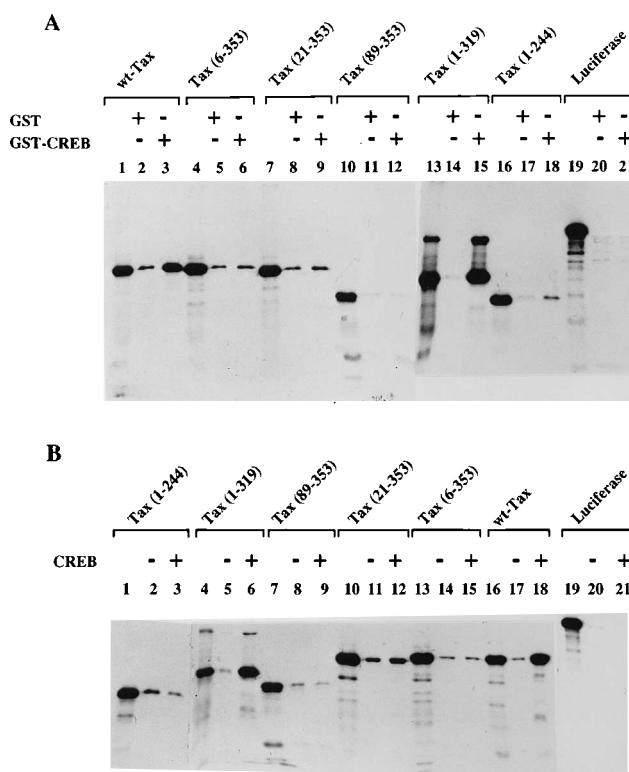 A
wt-Tax Tax (6-353) Tax (21-353) Tax (89-353) Tax (1-319) Tax (1-244) Luciferase
GST + - + - + - + - + - + - + -
GST-CREB - + - + - + - + - + - + - +
1 2 3 4 5 6 7 8 9 10 11 12 13 14 15 16 17 18 19 20 21
B
Tax (1-244) Tax (1-319) Tax (89-353) Tax (21-353) Tax (6-353) wt-Tax Luciferase
CREB - + - + - + - + - + - + - +
1 2 3 4 5 6 7 8 9 10 11 12 13 14 15 16 17 18 19 20 21